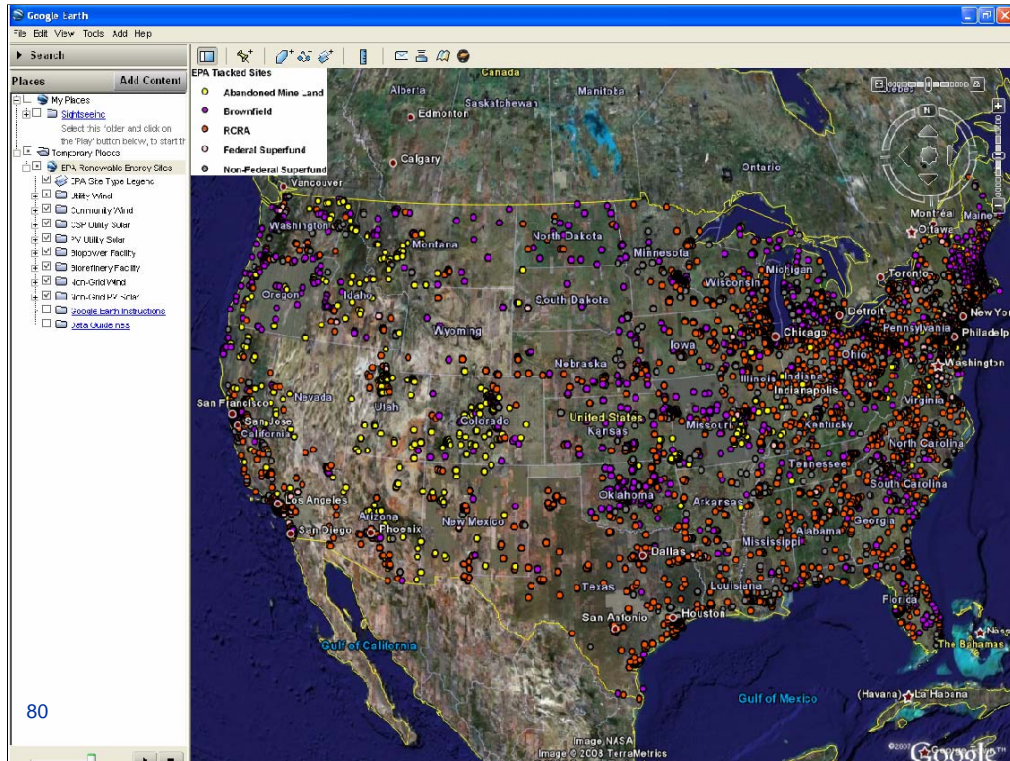 Google Earth
File Edit View Tools Add Help
Search
Places
Add Content
My Places
Sightseeing
Select this folder and click on
the 'Play' button below, to start th
Temporary Places
EPA Renewable Energy Sites
EPA Site Type Legend
Utility Wind
Community Wind
CSP Utility Solar
PV Utility Solar
Biopower Facility
Biorefinery Facility
Non-Grid Wind
Non-Grid PV Solar
Google Earth Instructions
Data Guidelines
80
EPA Tracked Sites
Abandoned Mine Land
Brownfield
RCRA
Federal Superfund
Non-Federal Superfund
Canada
Alberta
Saskatchewan
Manitoba
Edmonton
Calgary
Ontario
Vancouver
N
Montréal
Maine
Ottawa
Washington
Montana
North Dakota
Minnesota
Toronto
Michigan
Wisconsin
Oregon
Idaho
South Dakota
Detroit
New York
Wyoming
Pennsylvania
Philadelp
Chicago
Iowa
Ohio
Nebraska
Washington
Illinois
Indiana
Indianapolis
Nevada
Utah
Colorado
United States
Kansas
Missouri
Virginia
Kentucky
San Francisco
San Jose
California
North Carolina
Tennessee
Oklahoma
Arkansas
South Carolina
Los Angeles
Arizona
Phoenix
New Mexico
San Diego
Alabama
Georgia
Mississippi
Dallas
Texas
Louisiana
Florida
San Antonio
Houston
Nass
The Bahamas
Gulf of California
Gulf of Mexico
(Havana)
La Habana
Image NASA
Image © 2008 TerraMetrics
©2007
Google